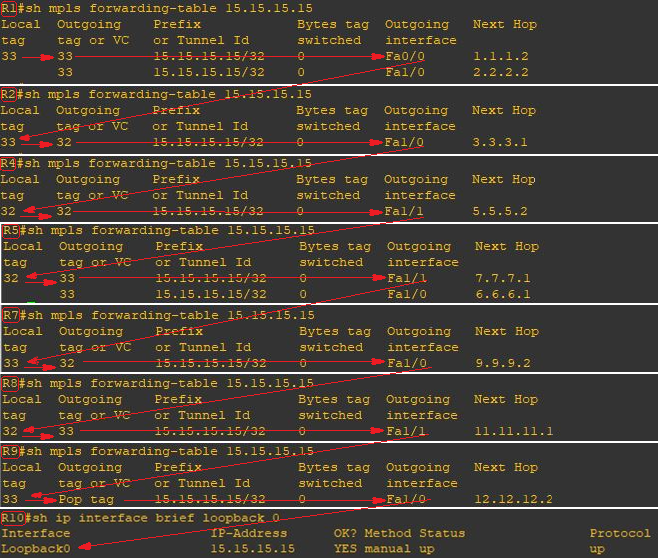 R1#sh mpls forwarding-table 15.15.15.15
Local Outgoing Prefix Bytes tag Outgoing Next Hop
tag tag or VC or Tunnel Id switched interface
33 33 15.15.15.15/32 0 Fa0/0 1.1.1.2
33 15.15.15.15/32 0 Fa1/0 2.2.2.2
R2#sh mpls forwarding-table 15.15.15.15
Local Outgoing Prefix Bytes tag Outgoing Next Hop
tag tag or VC or Tunnel Id switched interface
33 32 15.15.15.15/32 0 Fa1/0 3.3.3.1
R4#sh mpls forwarding-table 15.15.15.15
Local Outgoing Prefix Bytes tag Outgoing Next Hop
tag tag or VC or Tunnel Id switched interface
32 32 15.15.15.15/32 0 Fa1/1 5.5.5.2
R5#sh mpls forwarding-table 15.15.15.15
Local Outgoing Prefix Bytes tag Outgoing Next Hop
tag tag or VC or Tunnel Id switched interface
32 33 15.15.15.15/32 0 Fa1/1 7.7.7.1
33 15.15.15.15/32 0 Fa1/0 6.6.6.1
R7#sh mpls forwarding-table 15.15.15.15
Local Outgoing Prefix Bytes tag Outgoing Next Hop
tag tag or VC or Tunnel Id switched interface
33 32 15.15.15.15/32 0 Fa1/0 9.9.9.2
R8#sh mpls forwarding-table 15.15.15.15
Local Outgoing Prefix Bytes tag Outgoing Next Hop
tag tag or VC or Tunnel Id switched interface
32 33 15.15.15.15/32 0 Fa1/1 11.11.11.1
R9#sh mpls forwarding-table 15.15.15.15
Local Outgoing Prefix Bytes tag Outgoing Next Hop
tag tag or VC or Tunnel Id switched interface
33 Pop tag 15.15.15.15/32 0 Fa1/0 12.12.12.2
R10#sh ip interface brief loopback 0
Interface IP-Address OK? Method Status Protocol
Loopback0 15.15.15.15 YES manual up up